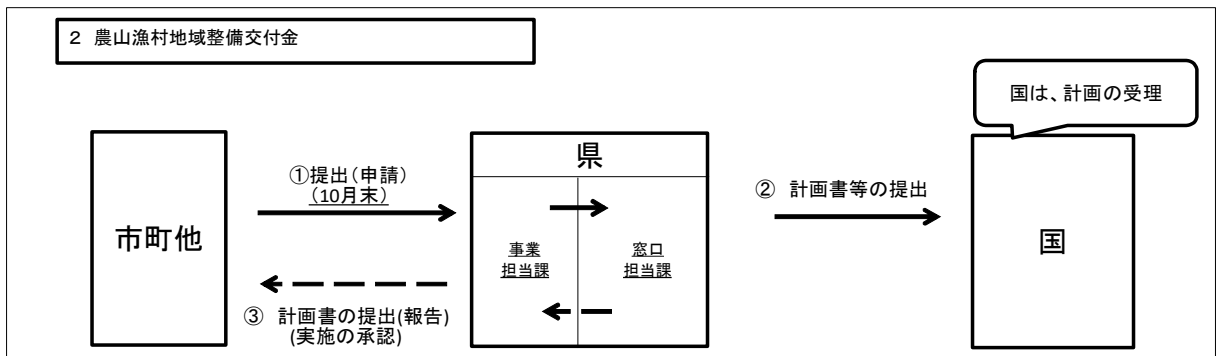 ２ 農山漁村地域整備交付金
国は、計画の受理
市町他
①提出（申請）
（10月末）
県
事業
担当課
窓口
担当課
② 計画書等の提出
国
③ 計画書の提出(報告)
(実施の承認)